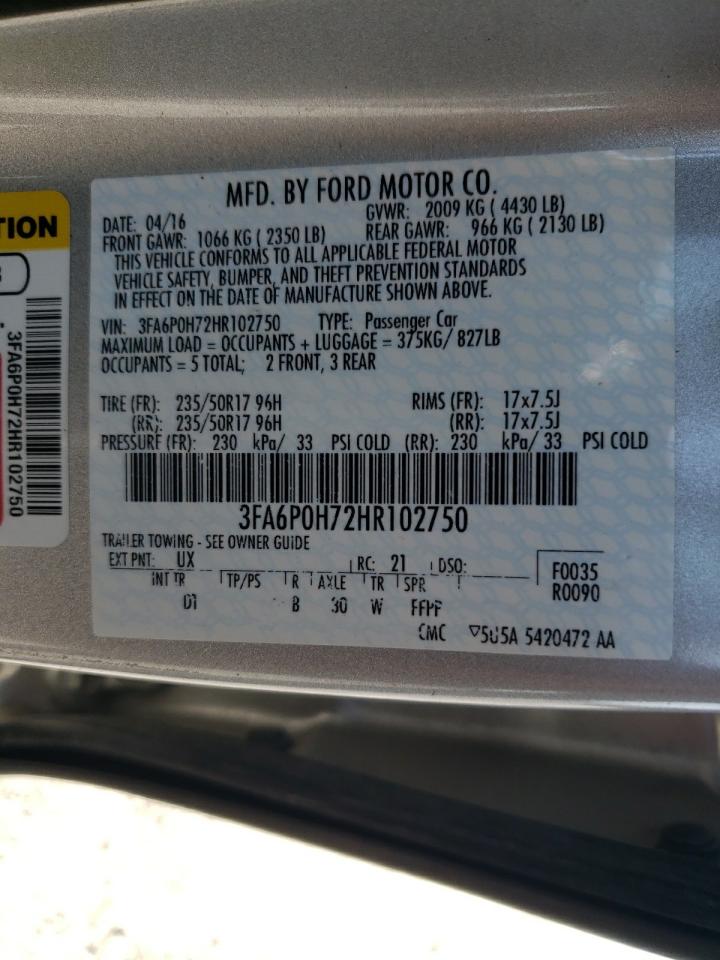 MFD. BY FORD MOTOR CO.
DATE: 04/16 GVWR: 2009 KG ( 4430 LB)
FRONT GAWR: 1066 KG ( 2350 LB) REAR GAWR: 966 KG ( 2130 LB)
THIS VEHICLE CONFORMS TO ALL APPLICABLE FEDERAL MOTOR
VEHICLE SAFETY, BUMPER, AND THEFT PREVENTION STANDARDS
IN EFFECT ON THE DATE OF MANUFACTURE SHOWN ABOVE.
VIN: 3FA6P0H72HR102750 TYPE: Passenger Car
MAXIMUM LOAD = OCCUPANTS + LUGGAGE = 375KG/ 827LB
OCCUPANTS = 5 TOTAL; 2 FRONT, 3 REAR
TIRE (FR): 235/50R17 96H RIMS (FR): 17x7.5J
(RR): 235/50R17 96H (RR): 17x7.5J
PRESSURE (FR): 230 kPa/ 33 PSI COLD (RR): 230 kPa/ 33 PSI COLD
3FA6P0H72HR102750
TRAILER TOWING - SEE OWNER GUIDE
EXT PNT: UX RC: 21 DSO: F0035
INT TR TP/PS R AXLE TR SPR R0090
D1 B 30 W
CMC ▽5U5A 5420472 AA
TION
3FA6P0H72HR102750